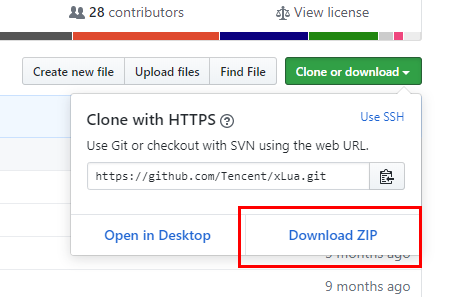 28 contributors
View license
Create new file
Upload files
Find File
Clone or download
Clone with HTTPS
Use SSH
Use Git or checkout with SVN using the web URL.
https://github.com/Tencent/xLua.git
Open in Desktop
Download ZIP
9 months ago
9 months ago